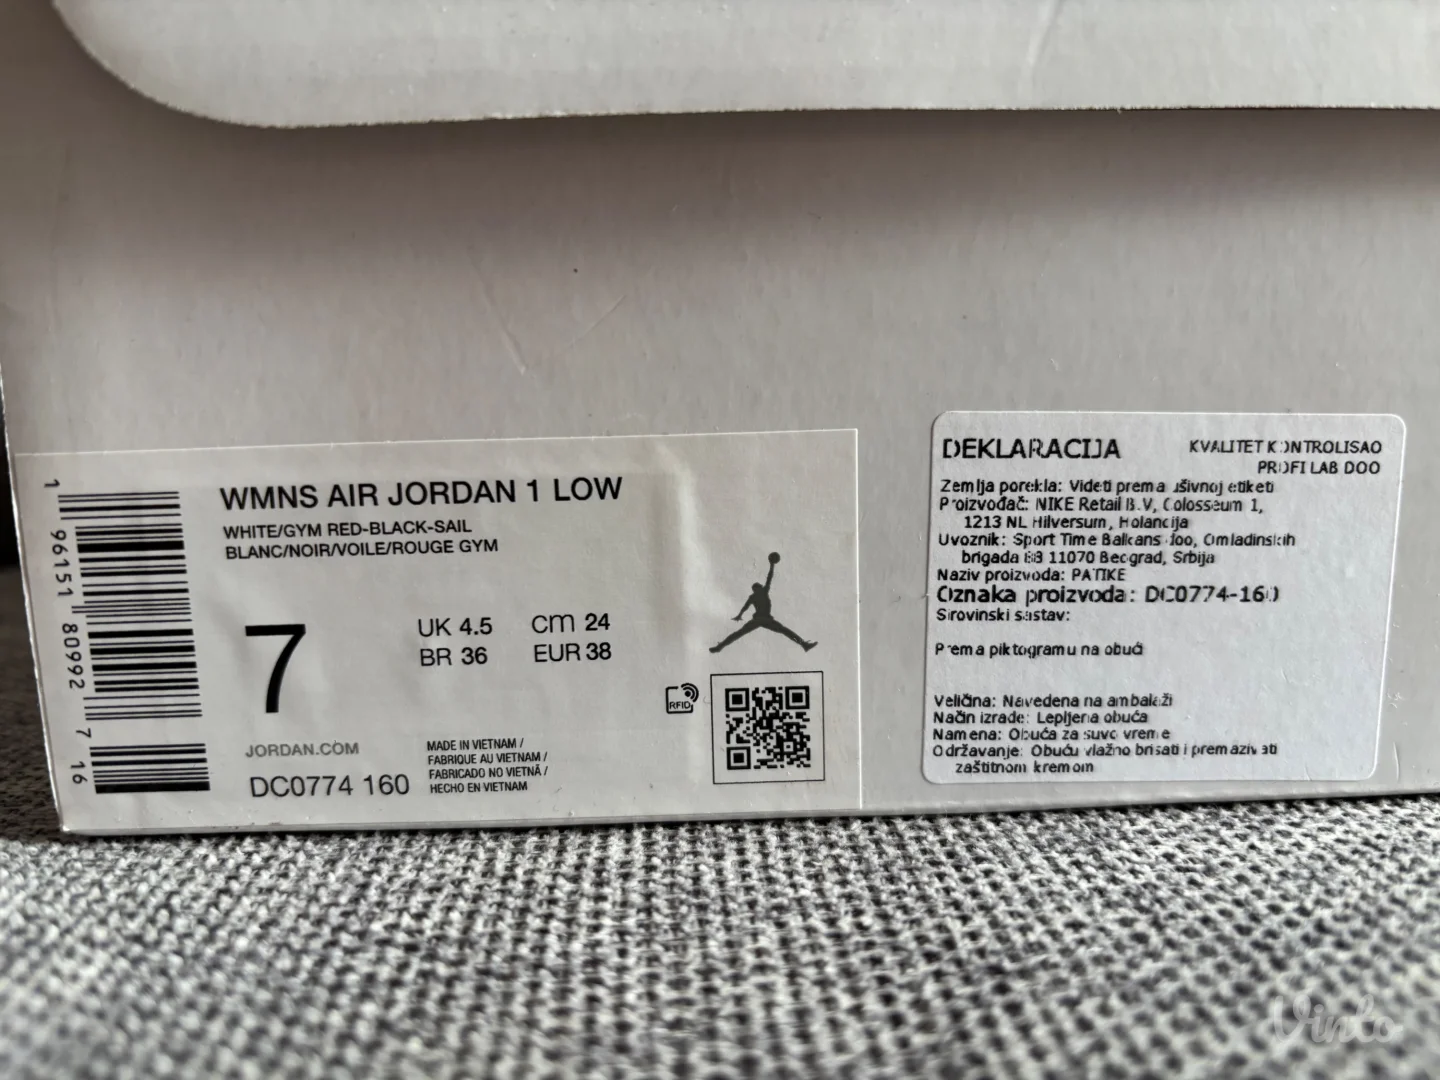 WMNS AIR JORDAN 1 LOW
WHITE/GYM RED-BLACK-SAIL
BLANC/NOIR/VOILE/ROUGE GYM
7
UK 4.5 cm 24
BR 36 EUR 38
RFID
JORDAN.COM
DC0774 160
MADE IN VIETNAM /
FABRIQUE AU VIETNAM /
FABRICADO NO VIETNÃ /
HECHO EN VIETNAM
1 96151 80992 7 16
DEKLARACIJA
KVALITET KONTROLISAO
PROFI LAB DOO
Zemlja porekla: Videti prema ušivnoj etiketi
Proizvođač: NIKE Retail B.V, Colosseum 1,
1213 NL Hilversum, Holancija
Uvoznik: Sport Time Balkans doo, Omladinskih
brigada 88 11070 Beograd, Srbija
Naziv proizvoda: PATIKE
Oznaka proizvoda: DC0774-160
Sirovinski sastav:
Prema piktogramu na obući
Veličina: Navedena na ambalaži
Način izrade: Lepljena obuća
Namena: Obuća za suvo vreme
Održavanje: Obuću vlažno brisati i premazivati
zaštitnom kremom
Vinto